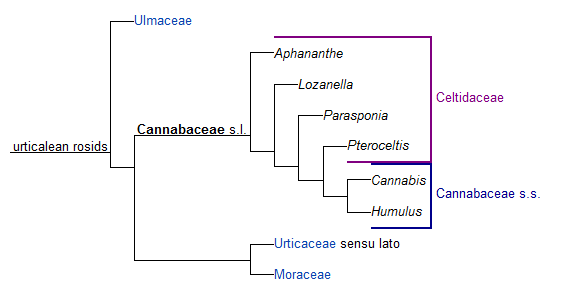 Ulmaceae
Aphananthe
Lozanella
Celtidaceae
Parasponia
Cannabaceae s.l.
urticalean rosids
Pteroceltis
Cannabis
Cannabaceae s.s.
Humulus
Urticaceae sensu lato
Moraceae